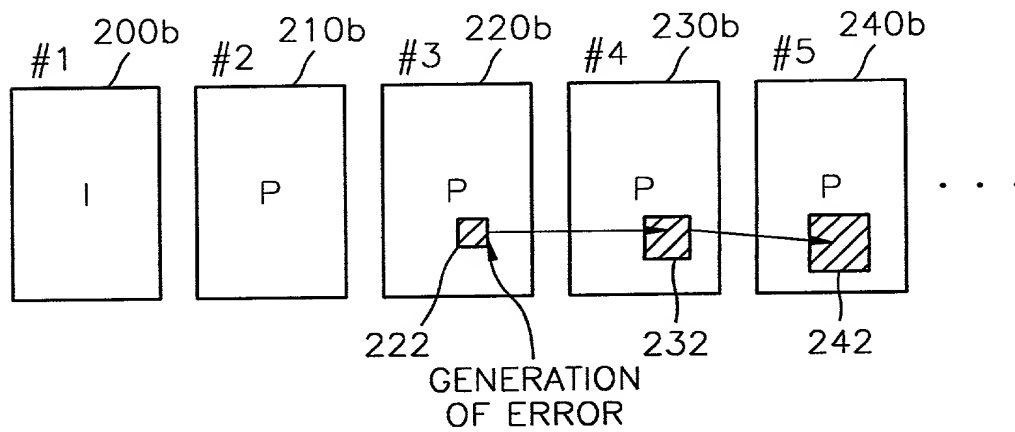 #1 200b #2 210b #3 220b #4 230b #5 240b
I P P P P . . .
222 232 242
GENERATION
OF ERROR